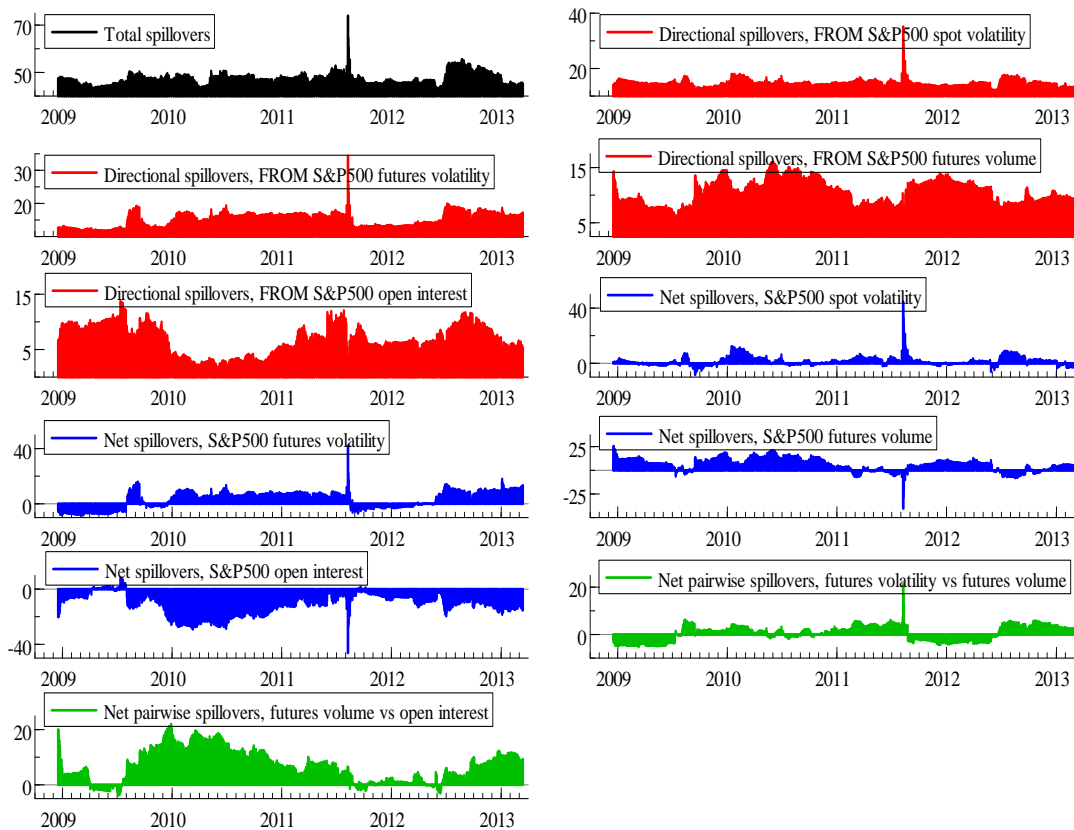 Total spillovers
70
50
2009 2010 2011 2012 2013
Directional spillovers, FROM S&P500 spot volatility
40
20
2009 2010 2011 2012 2013
Directional spillovers, FROM S&P500 futures volatility
30
20
2009 2010 2011 2012 2013
Directional spillovers, FROM S&P500 futures volume
15
5
2009 2010 2011 2012 2013
Directional spillovers, FROM S&P500 open interest
15
5
2009 2010 2011 2012 2013
Net spillovers, S&P500 spot volatility
40
0
2009 2010 2011 2012 2013
Net spillovers, S&P500 futures volatility
40
0
2009 2010 2011 2012 2013
Net spillovers, S&P500 futures volume
25
-25
2009 2010 2011 2012 2013
Net spillovers, S&P500 open interest
0
-40
2009 2010 2011 2012 2013
Net pairwise spillovers, futures volatility vs futures volume
20
0
2009 2010 2011 2012 2013
Net pairwise spillovers, futures volume vs open interest
20
0
2009 2010 2011 2012 2013